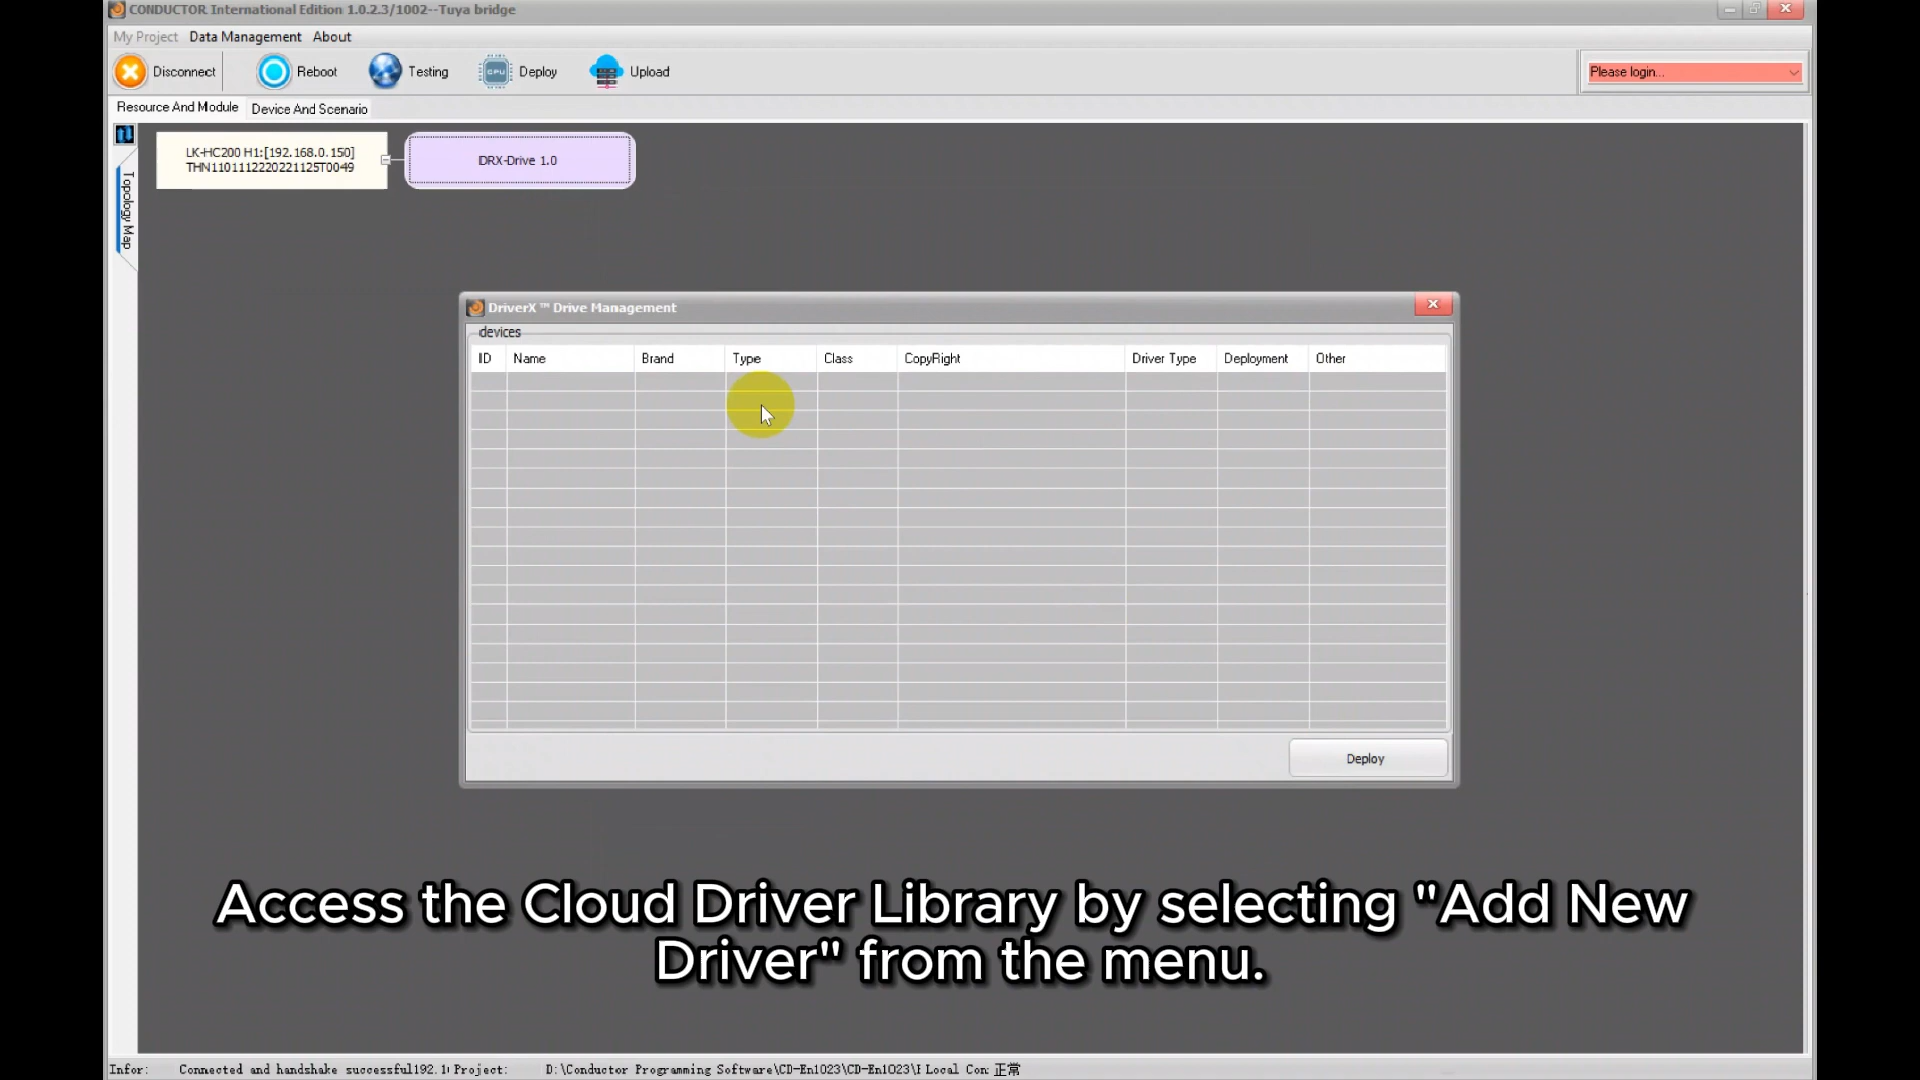 CONDUCTOR International Edition 1.0.2.3/1002--Tuya bridge
My Project Data Management About
Disconnect Reboot Testing Deploy Upload Please login...
Resource And Module Device And Scenario
Topology Map
LK-HC200 H1:[192.168.0.150]
THN1101112220221125T0049
DRX-Drive 1.0
DriverX™ Drive Management
devices
ID Name Brand Type Class CopyRight Driver Type Deployment Other
Deploy
Access the Cloud Driver Library by selecting "Add New
Driver" from the menu.
Infor: Connected and handshake successful192.1 Project: D:\Conductor Programming Software\CD-En1023\CD-En1023\ Local Con: 正常